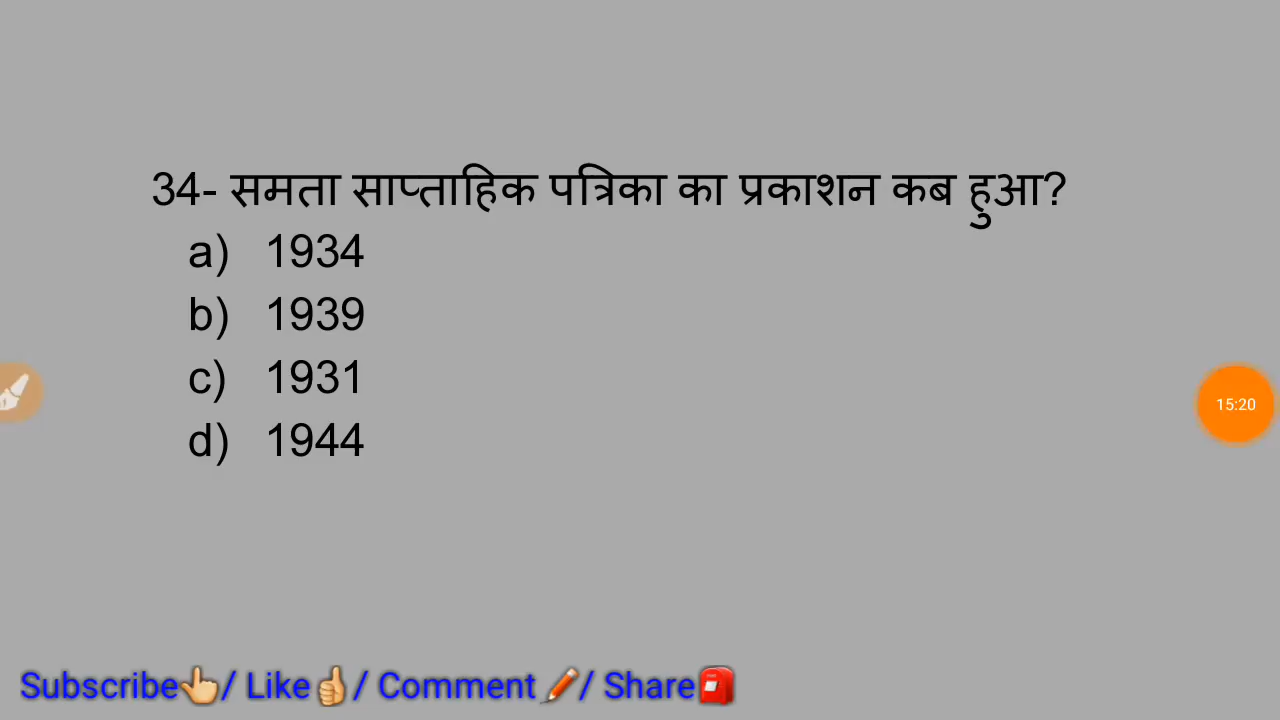 34- समता साप्ताहिक पत्रिका का प्रकाशन कब हुआ?
a) 1934
b) 1939
c) 1931
d) 1944
15:20
Subscribe👆/ Like👍/ Comment✏️/ Share📮